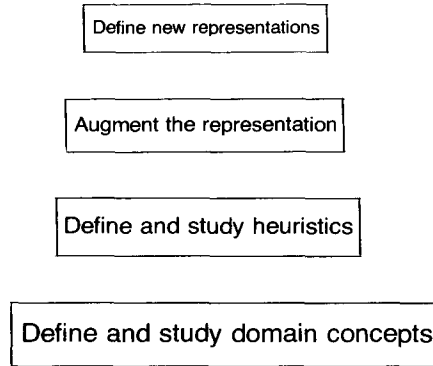 Define new representations
Augment the representation
Define and study heuristics
Define and study domain concepts